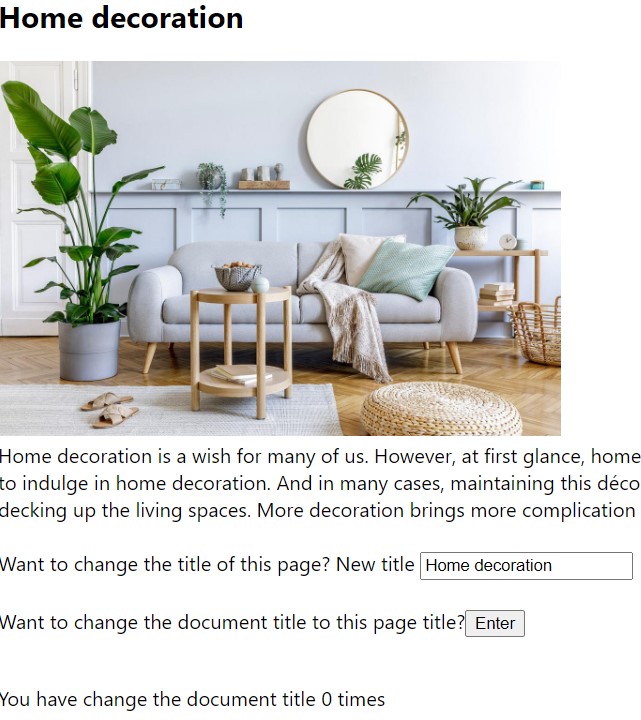 Home decoration
Home decoration is a wish for many of us. However, at first glance, home
to indulge in home decoration. And in many cases, maintaining this déco
decking up the living spaces. More decoration brings more complication
Want to change the title of this page? New title Home decoration
Want to change the document title to this page title? Enter
You have change the document title 0 times